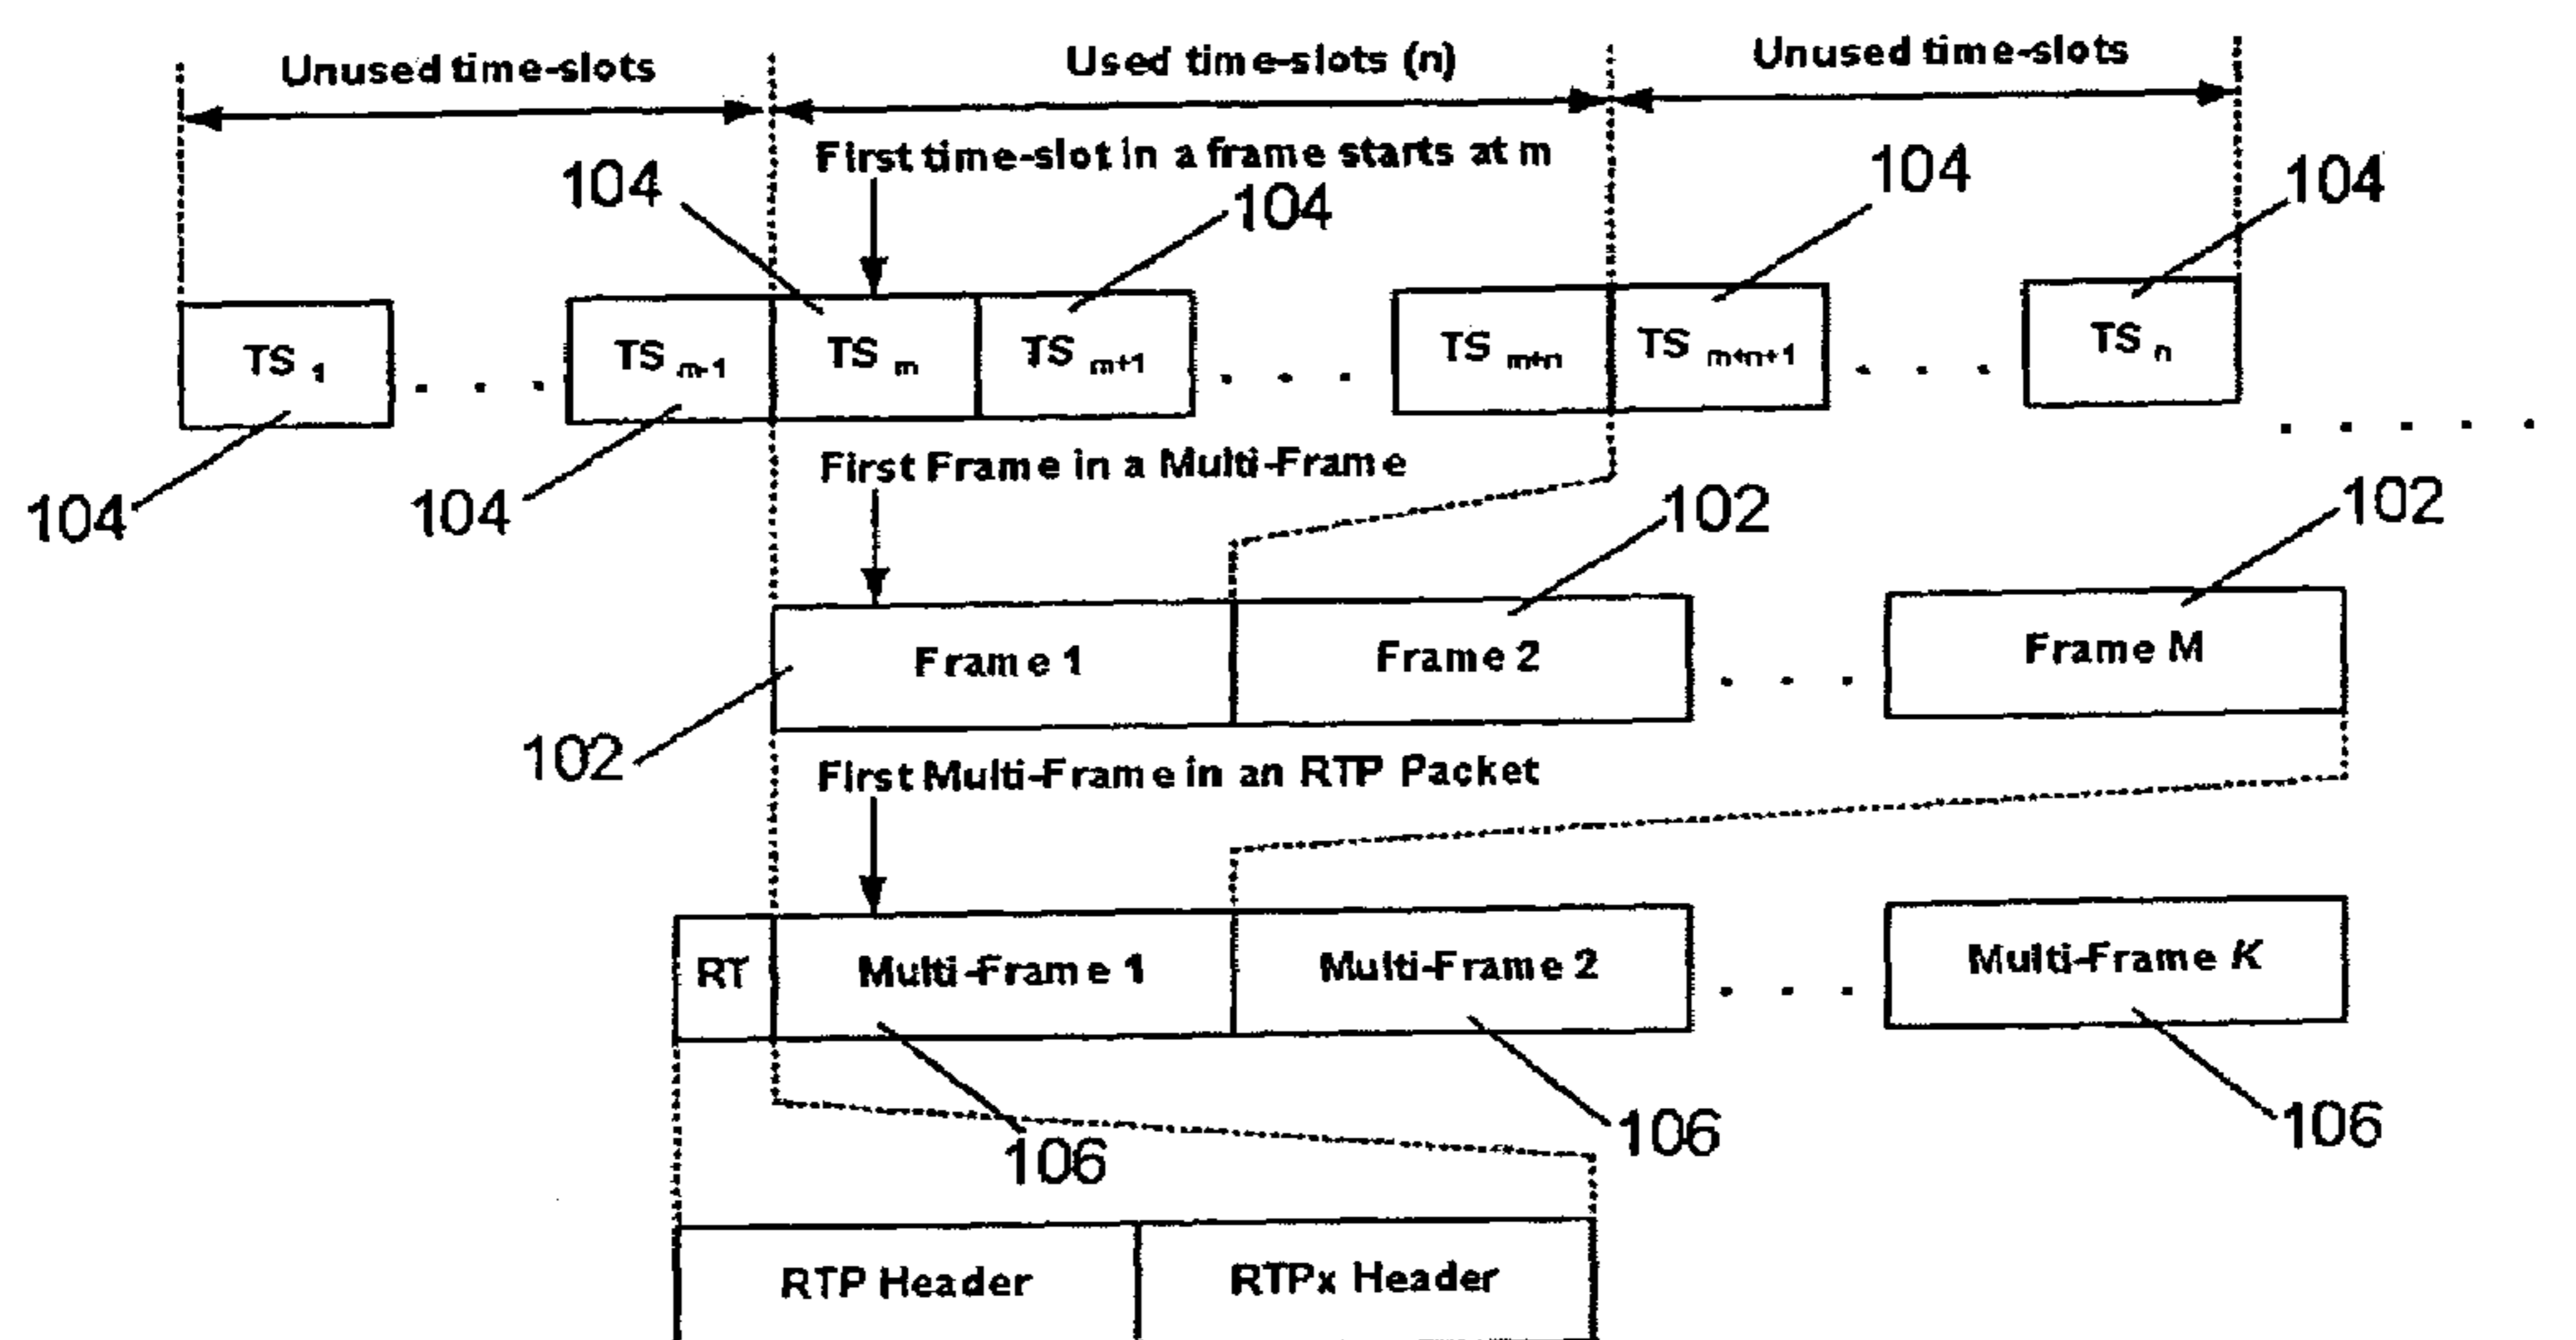 Unused time-slots Used time-slots (n) Unused time-slots
First time-slot in a frame starts at m
104 104 104 104
TS 1 . . . TS m-1 TS m TS m+1 . . . TS m+n TS m+n+1 . . . TS n . . . . .
First Frame in a Multi-Frame
104 104 102 102
Frame 1 Frame 2 . . . Frame M
102
First Multi-Frame in an RTP Packet
RT Multi-Frame 1 Multi-Frame 2 . . . Multi-Frame K
106 106 106
RTP Header RTPx Header